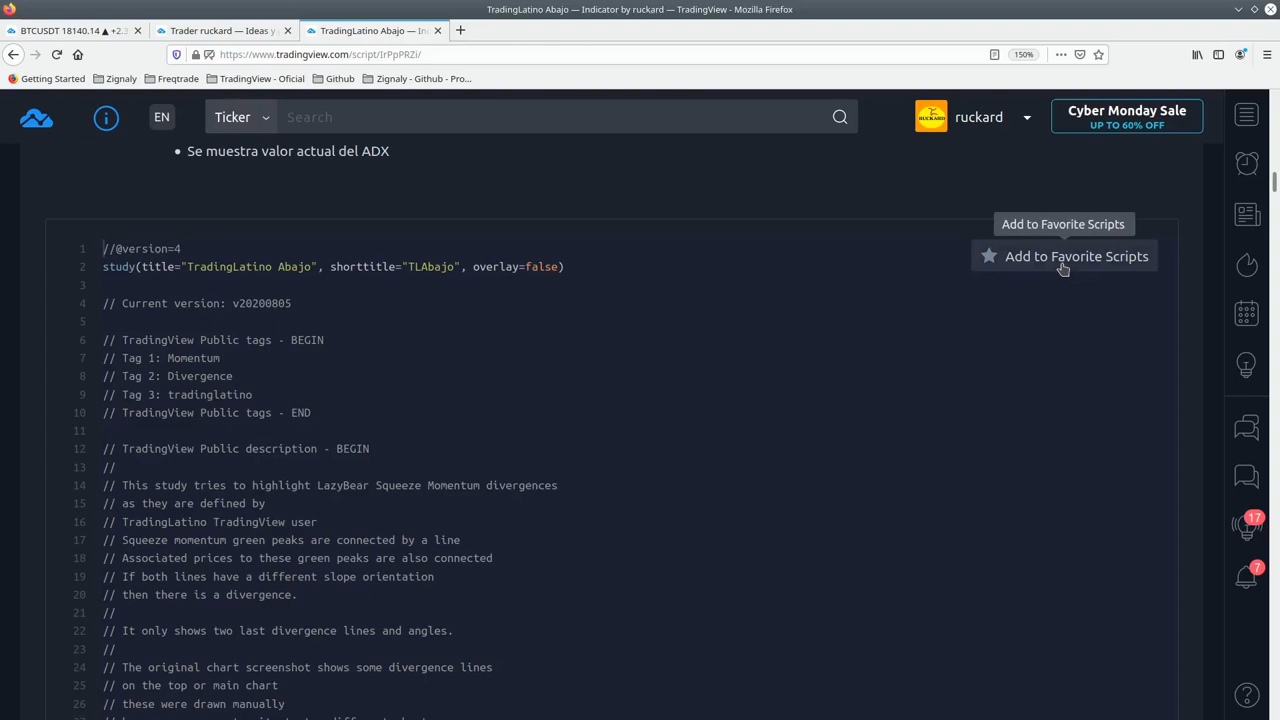 TradingLatino Abajo — Indicator by ruckard — TradingView - Mozilla Firefox
BTCUSDT 18140.14 ▲ +2.3
Trader ruckard — Ideas y
TradingLatino Abajo — In
https://www.tradingview.com/script/IrPpPRZi/
150%
Getting Started
Zignaly
Freqtrade
TradingView - Oficial
Github
Zignaly - Github - Pro...
EN
Ticker
Search
RUCKARD
ruckard
Cyber Monday Sale
UP TO 60% OFF
• Se muestra valor actual del ADX
Add to Favorite Scripts
Add to Favorite Scripts
1 //@version=4
2 study(title="TradingLatino Abajo", shorttitle="TLAbajo", overlay=false)
3
4 // Current version: v20200805
5
6 // TradingView Public tags - BEGIN
7 // Tag 1: Momentum
8 // Tag 2: Divergence
9 // Tag 3: tradinglatino
10 // TradingView Public tags - END
11
12 // TradingView Public description - BEGIN
13 //
14 // This study tries to highlight LazyBear Squeeze Momentum divergences
15 // as they are defined by
16 // TradingLatino TradingView user
17 // Squeeze momentum green peaks are connected by a line
18 // Associated prices to these green peaks are also connected
19 // If both lines have a different slope orientation
20 // then there is a divergence.
21 //
22 // It only shows two last divergence lines and angles.
23 //
24 // The original chart screenshot shows some divergence lines
25 // on the top or main chart
26 // these were drawn manually
17
7